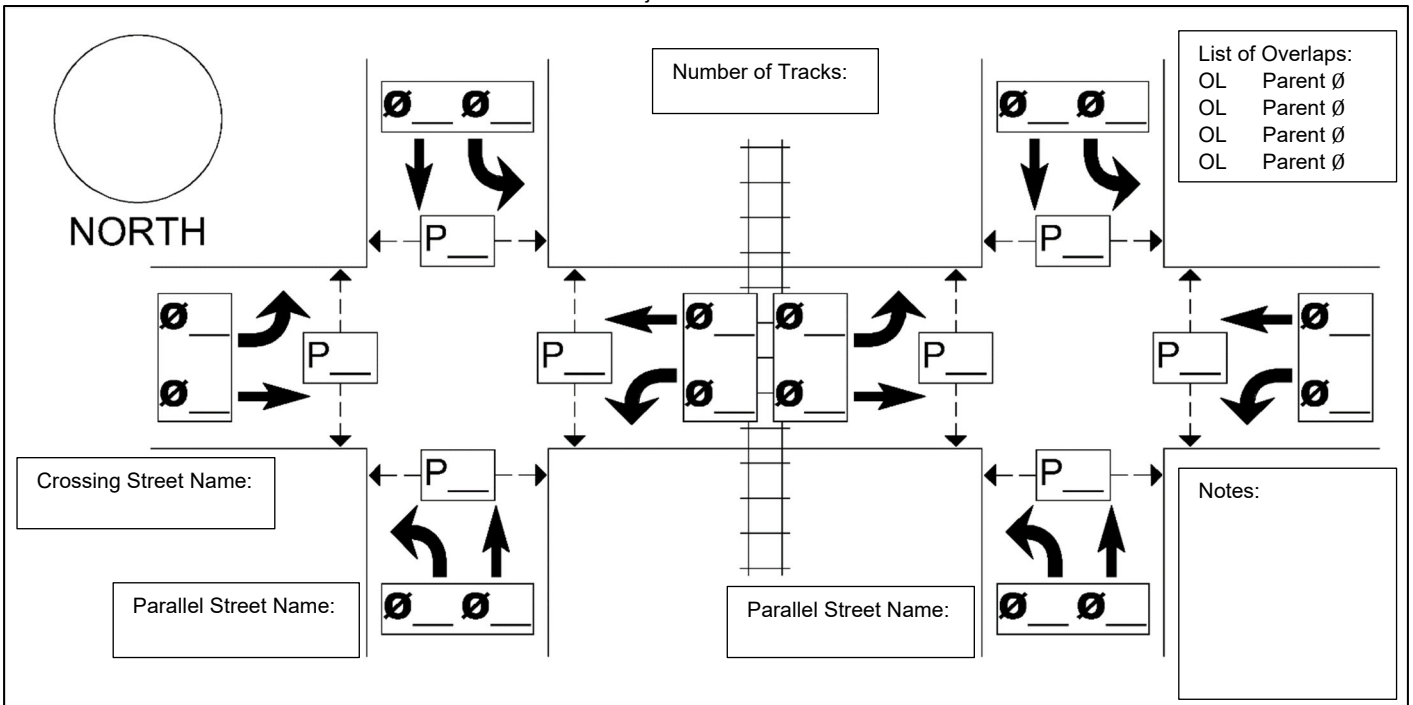 Number of Tracks:
List of Overlaps:
OL Parent Ø
OL Parent Ø
OL Parent Ø
OL Parent Ø
Ø__ Ø__
Ø__ Ø__
NORTH
P__
P__
Ø__
Ø__
Ø__
Ø__
P__
P__
P__
P__
Ø__
Ø__
Ø__
Ø__
P__
P__
Crossing Street Name:
Notes:
Parallel Street Name:
Ø__ Ø__
Parallel Street Name:
Ø__ Ø__